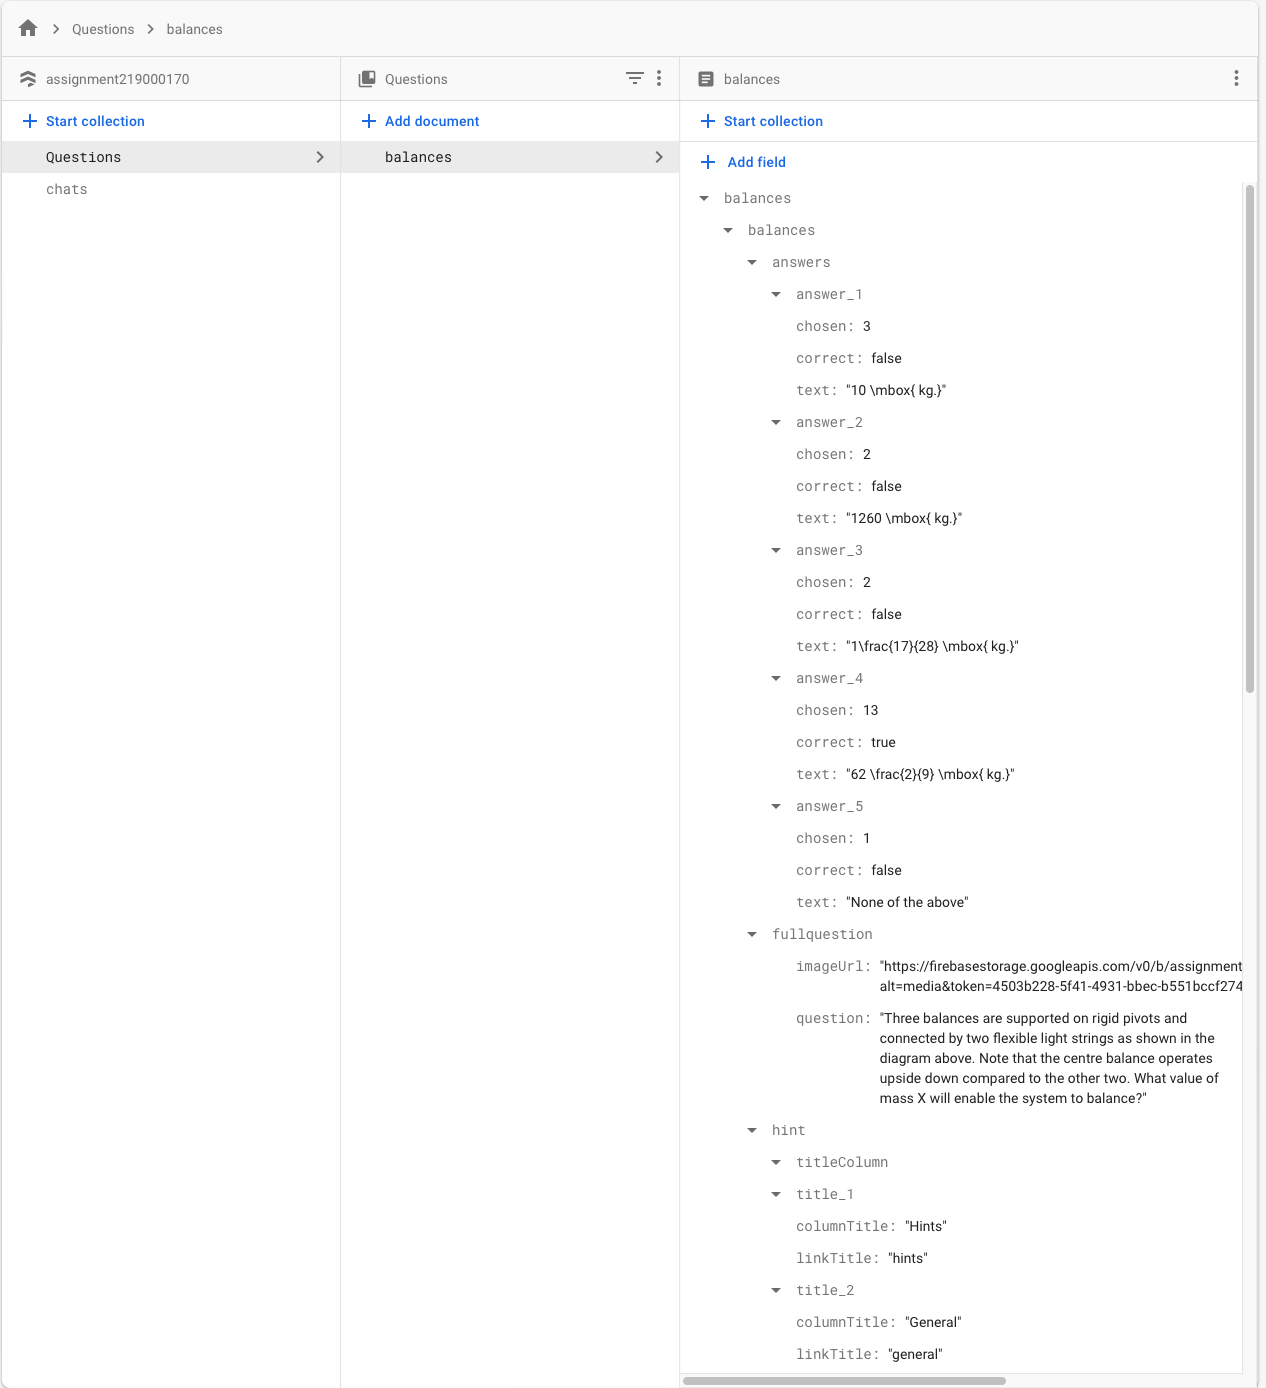 Questions
balances
assignment219000170
Questions
balances
Start collection
Add document
Start collection
Questions
balances
Add field
chats
balances
balances
answers
answer_1
chosen: 3
correct: false
text: "10 \mbox{ kg.}"
answer_2
chosen: 2
correct: false
text: "1260 \mbox{ kg.}"
answer_3
chosen: 2
correct: false
text: "1\frac{17}{28} \mbox{ kg.}"
answer_4
chosen: 13
correct: true
text: "62 \frac{2}{9} \mbox{ kg.}"
answer_5
chosen: 1
correct: false
text: "None of the above"
fullquestion
imageUrl: "https://firebasestorage.googleapis.com/v0/b/assignment
alt=media&token=4503b228-5f41-4931-bbec-b551bccf274
question: "Three balances are supported on rigid pivots and
connected by two flexible light strings as shown in the
diagram above. Note that the centre balance operates
upside down compared to the other two. What value of
mass X will enable the system to balance?"
hint
titleColumn
title_1
columnTitle: "Hints"
linkTitle: "hints"
title_2
columnTitle: "General"
linkTitle: "general"